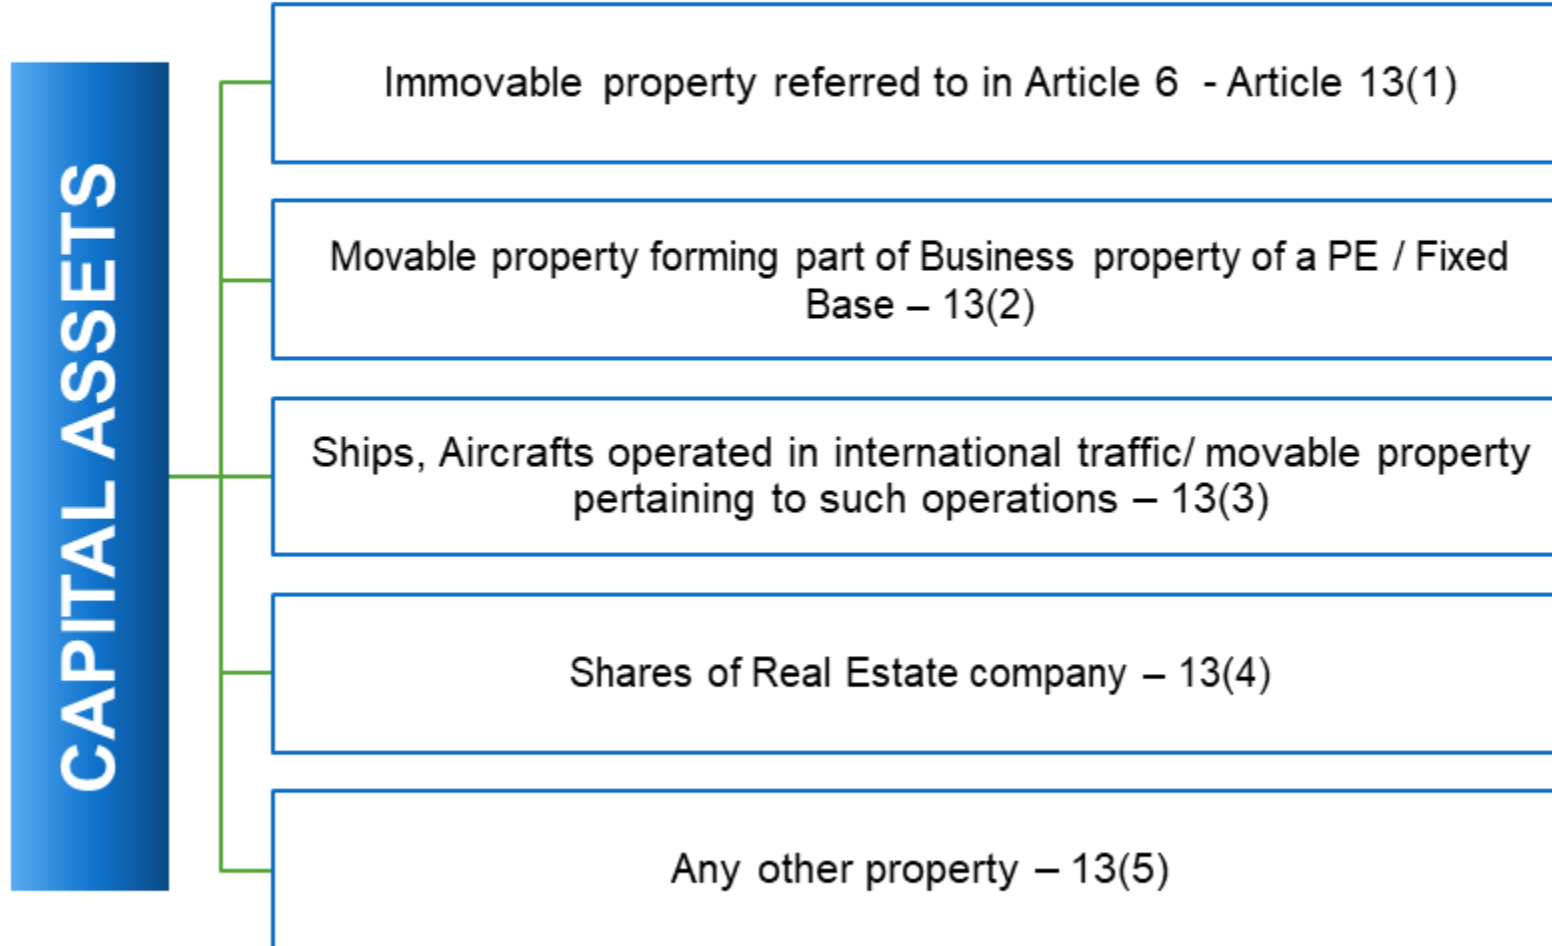 CAPITAL ASSETS
Immovable property referred to in Article 6 - Article 13(1)
Movable property forming part of Business property of a PE / Fixed
Base – 13(2)
Ships, Aircrafts operated in international traffic/ movable property
pertaining to such operations – 13(3)
Shares of Real Estate company – 13(4)
Any other property – 13(5)